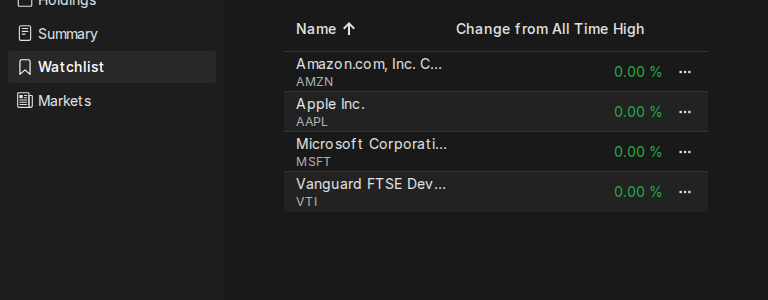 Holdings
Summary
Watchlist
Markets
Name ↑ Change from All Time High
Amazon.com, Inc. C... 0.00 % ...
AMZN
Apple Inc. 0.00 % ...
AAPL
Microsoft Corporati... 0.00 % ...
MSFT
Vanguard FTSE Dev... 0.00 % ...
VTI